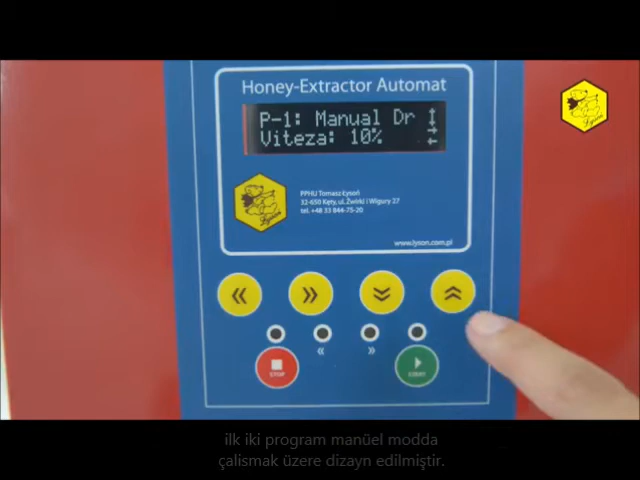 Honey-Extractor Automat
P-1: Manual Dr
Viteza: 10%
PPHU Tomasz Łysoń
32-650 Kęty, ul. Żwirki i Wigury 27
tel. +48 33 844-75-20
www.lyson.com.pl
STOP
START
ilk iki program manüel modda
çalismak üzere dizayn edilmiştir.